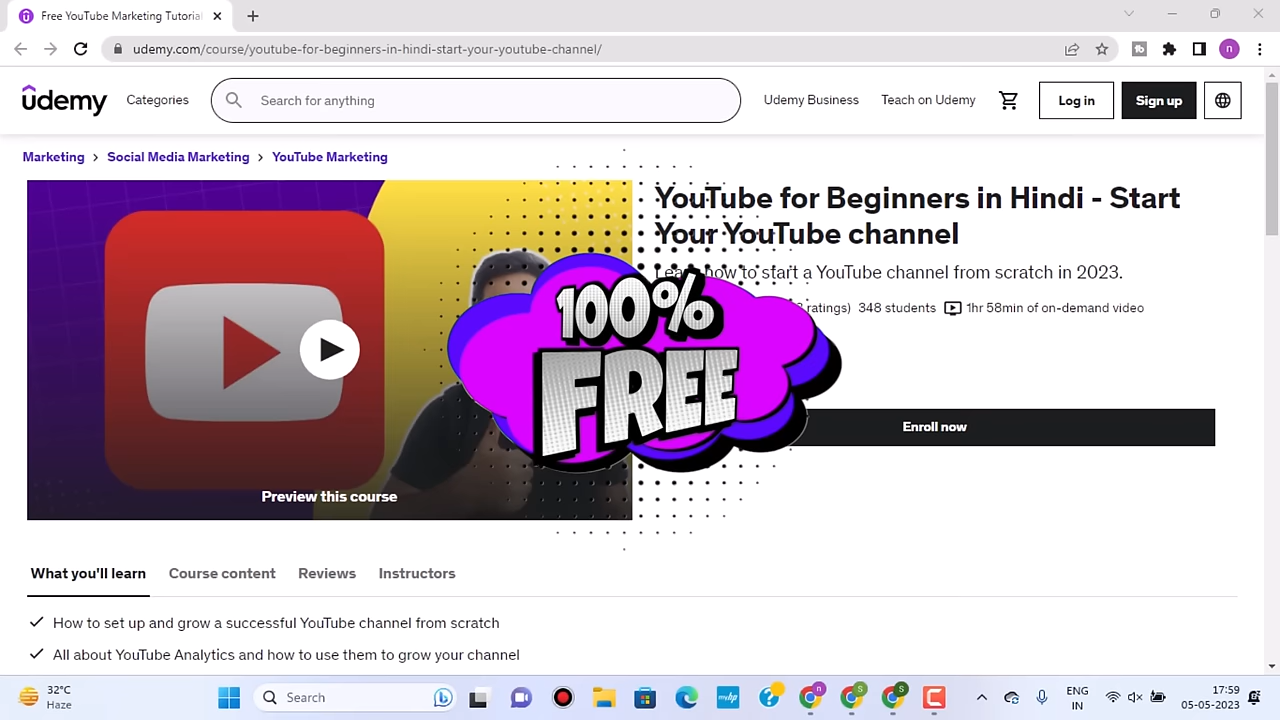 Free YouTube Marketing Tutorial
udemy.com/course/youtube-for-beginners-in-hindi-start-your-youtube-channel/
n
udemy
Categories
Search for anything
Udemy Business
Teach on Udemy
Log in
Sign up
Marketing > Social Media Marketing > YouTube Marketing
YouTube for Beginners in Hindi - Start
Your YouTube channel
Learn how to start a YouTube channel from scratch in 2023.
ratings) 348 students 1hr 58min of on-demand video
100%
FREE
Enroll now
Preview this course
What you'll learn
Course content
Reviews
Instructors
How to set up and grow a successful YouTube channel from scratch
All about YouTube Analytics and how to use them to grow your channel
32°C
Haze
Search
ENG
IN
17:59
05-05-2023